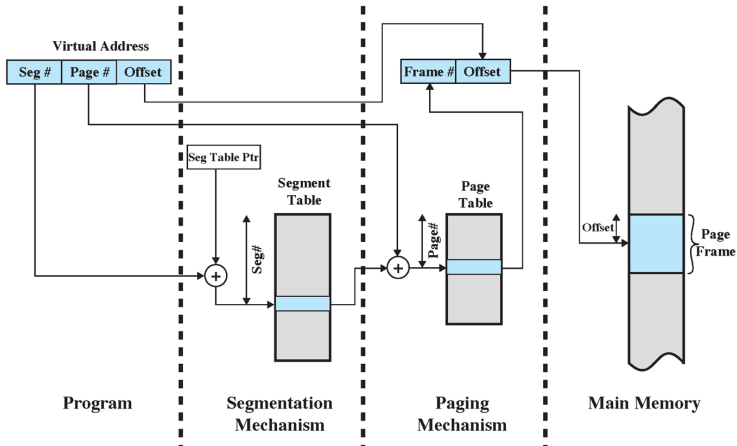 Virtual Address
Seg # Page # Offset
Frame # Offset
Seg Table Ptr
Segment
Table
Page
Table
Seg#
Page#
Offset
Page
Frame
+
+
Program
Segmentation
Mechanism
Paging
Mechanism
Main Memory